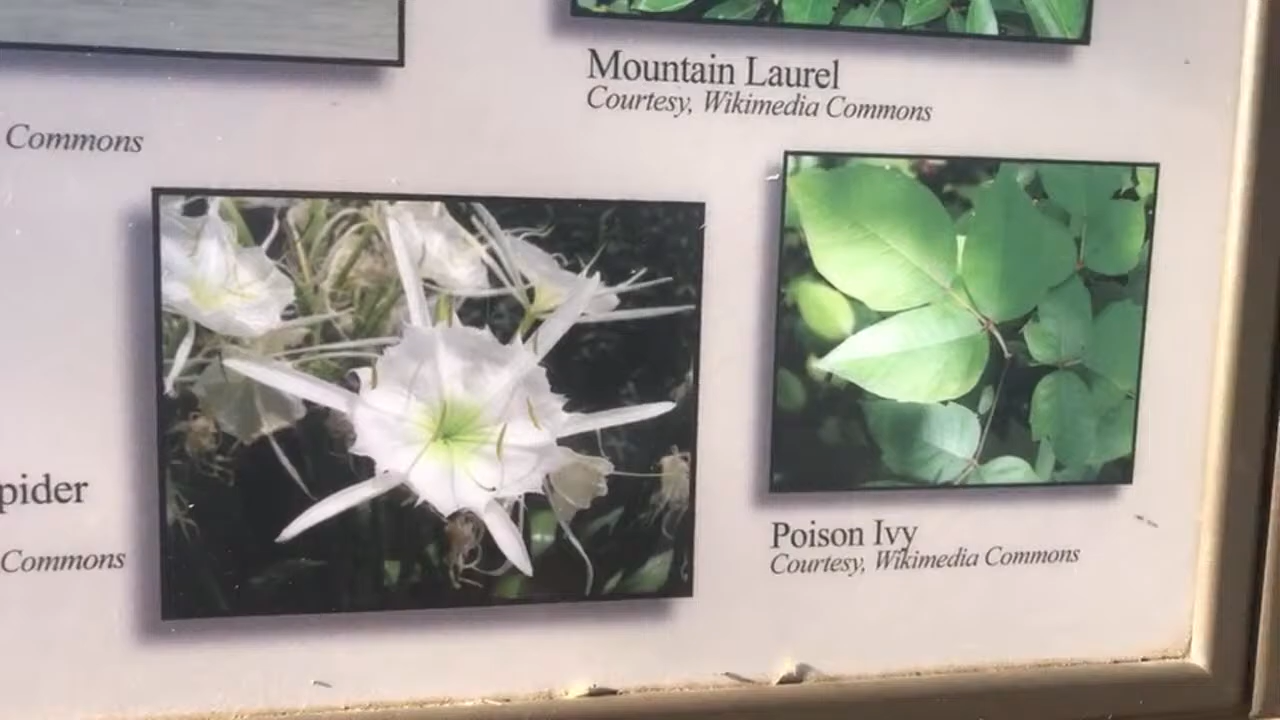 Mountain Laurel
Courtesy, Wikimedia Commons
Commons
pider
Commons
Poison Ivy
Courtesy, Wikimedia Commons